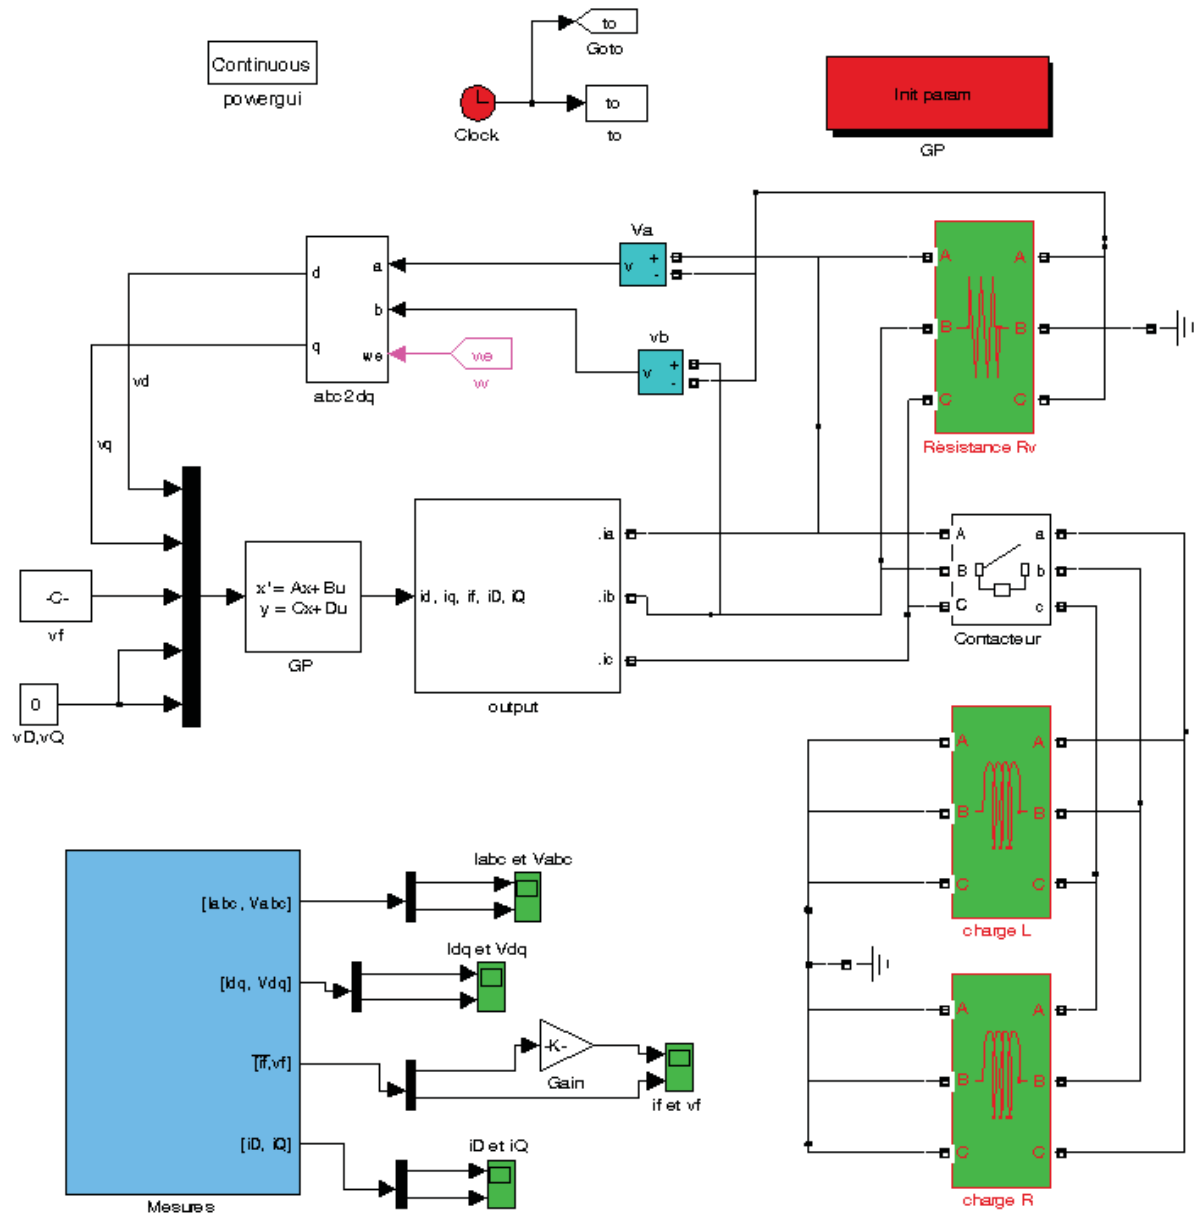 to
Goto
Continuous
powergui
Clock
to
to
Init param
GP
Va
v
+
-
a
d
b
q
we
abc2dq
we
w
vb
v
+
-
A
A
B
B
C
C
Rèsistance Rv
vd
vq
-C-
vf
0
vD,vQ
x' = Ax+Bu
y = Cx+Du
GP
id, iq, if, iD, iQ
.ia
.ib
.ic
output
A
a
B
b
C
c
Contacteur
A
A
B
B
C
C
charge L
A
A
B
B
C
C
charge R
[Iabc, Vabc]
[Idq, Vdq]
[if,vf]
[iD, iQ]
Mesures
Iabc et Vabc
Idq et Vdq
-K-
Gain
if et vf
iD et iQ